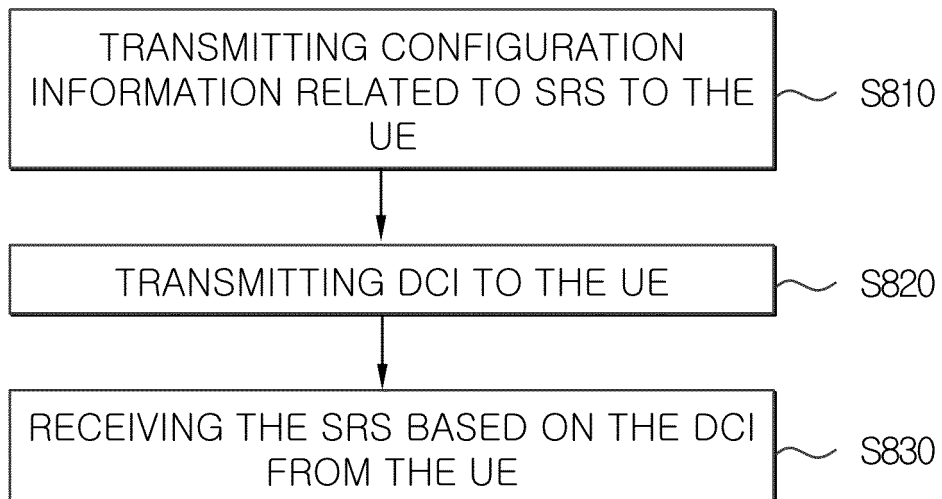 TRANSMITTING CONFIGURATION
INFORMATION RELATED TO SRS TO THE
UE
S810
TRANSMITTING DCI TO THE UE
S820
RECEIVING THE SRS BASED ON THE DCI
FROM THE UE
S830